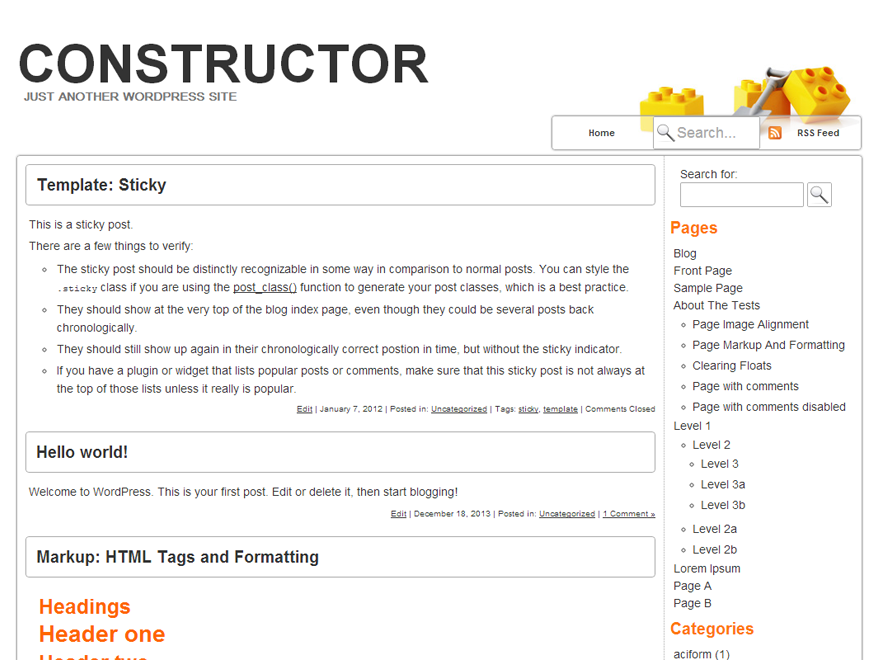 CONSTRUCTOR
JUST ANOTHER WORDPRESS SITE
Home
Search...
RSS Feed
Template: Sticky
This is a sticky post.
There are a few things to verify:
The sticky post should be distinctly recognizable in some way in comparison to normal posts. You can style the
.sticky class if you are using the post_class() function to generate your post classes, which is a best practice.
They should show at the very top of the blog index page, even though they could be several posts back
chronologically.
They should still show up again in their chronologically correct postion in time, but without the sticky indicator.
If you have a plugin or widget that lists popular posts or comments, make sure that this sticky post is not always at
the top of those lists unless it really is popular.
Edit | January 7, 2012 | Posted in: Uncategorized | Tags: sticky, template | Comments Closed
Hello world!
Welcome to WordPress. This is your first post. Edit or delete it, then start blogging!
Edit | December 18, 2013 | Posted in: Uncategorized | 1 Comment »
Markup: HTML Tags and Formatting
Headings
Header one
Header two
Search for:
Pages
Blog
Front Page
Sample Page
About The Tests
Page Image Alignment
Page Markup And Formatting
Clearing Floats
Page with comments
Page with comments disabled
Level 1
Level 2
Level 3
Level 3a
Level 3b
Level 2a
Level 2b
Lorem Ipsum
Page A
Page B
Categories
aciform (1)